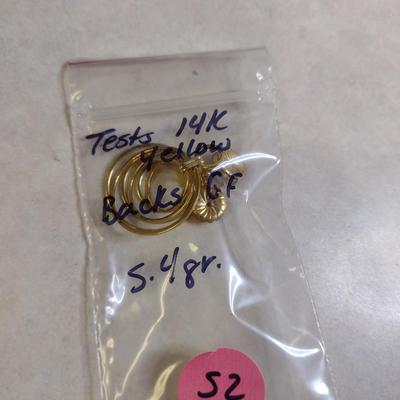 Tests 14K
Yellow
Backs GF
5.4gr.
52